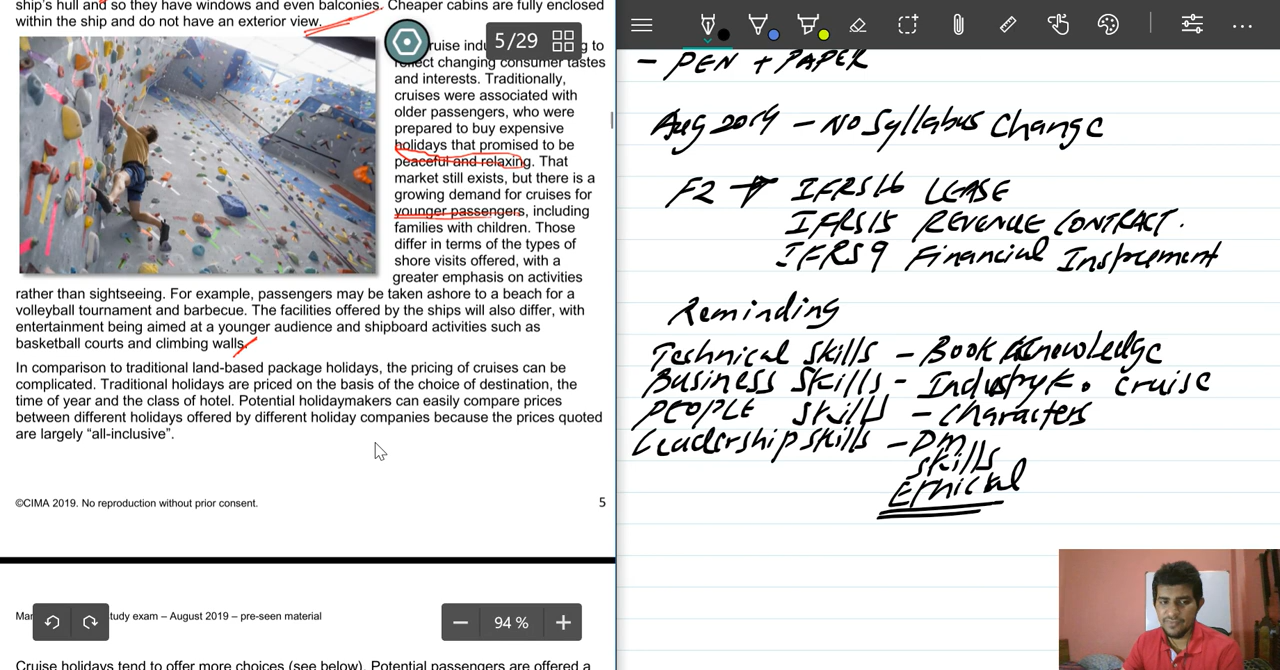 ship's hull and so they have windows and even balconies. Cheaper cabins are fully enclosed
within the ship and do not have an exterior view.
ruise indu g to
5/29
reflect changing consumer tastes
and interests. Traditionally,
cruises were associated with
older passengers, who were
prepared to buy expensive
holidays that promised to be
peaceful and relaxing. That
market still exists, but there is a
growing demand for cruises for
younger passengers, including
families with children. Those
differ in terms of the types of
shore visits offered, with a
greater emphasis on activities
rather than sightseeing. For example, passengers may be taken ashore to a beach for a
volleyball tournament and barbecue. The facilities offered by the ships will also differ, with
entertainment being aimed at a younger audience and shipboard activities such as
basketball courts and climbing walls.
In comparison to traditional land-based package holidays, the pricing of cruises can be
complicated. Traditional holidays are priced on the basis of the choice of destination, the
time of year and the class of hotel. Potential holidaymakers can easily compare prices
between different holidays offered by different holiday companies because the prices quoted
are largely “all-inclusive”.
©CIMA 2019. No reproduction without prior consent. 5
Ma tudy exam – August 2019 – pre-seen material
94 %
Cruise holidays tend to offer more choices (see below). Potential passengers are offered a
- PEN + PAPER
Aug 2019 - No Syllabus Change
F2 → IFRS16 LEASE
IFRS15 REVENUE CONTRACT.
IFRS9 Financial Instrument
Reminding
Technical skills - Book Knowledge
Business skills - Industry K. cruise
PEOPLE skills - characters
Leadership skills - DM
skills
Ethical